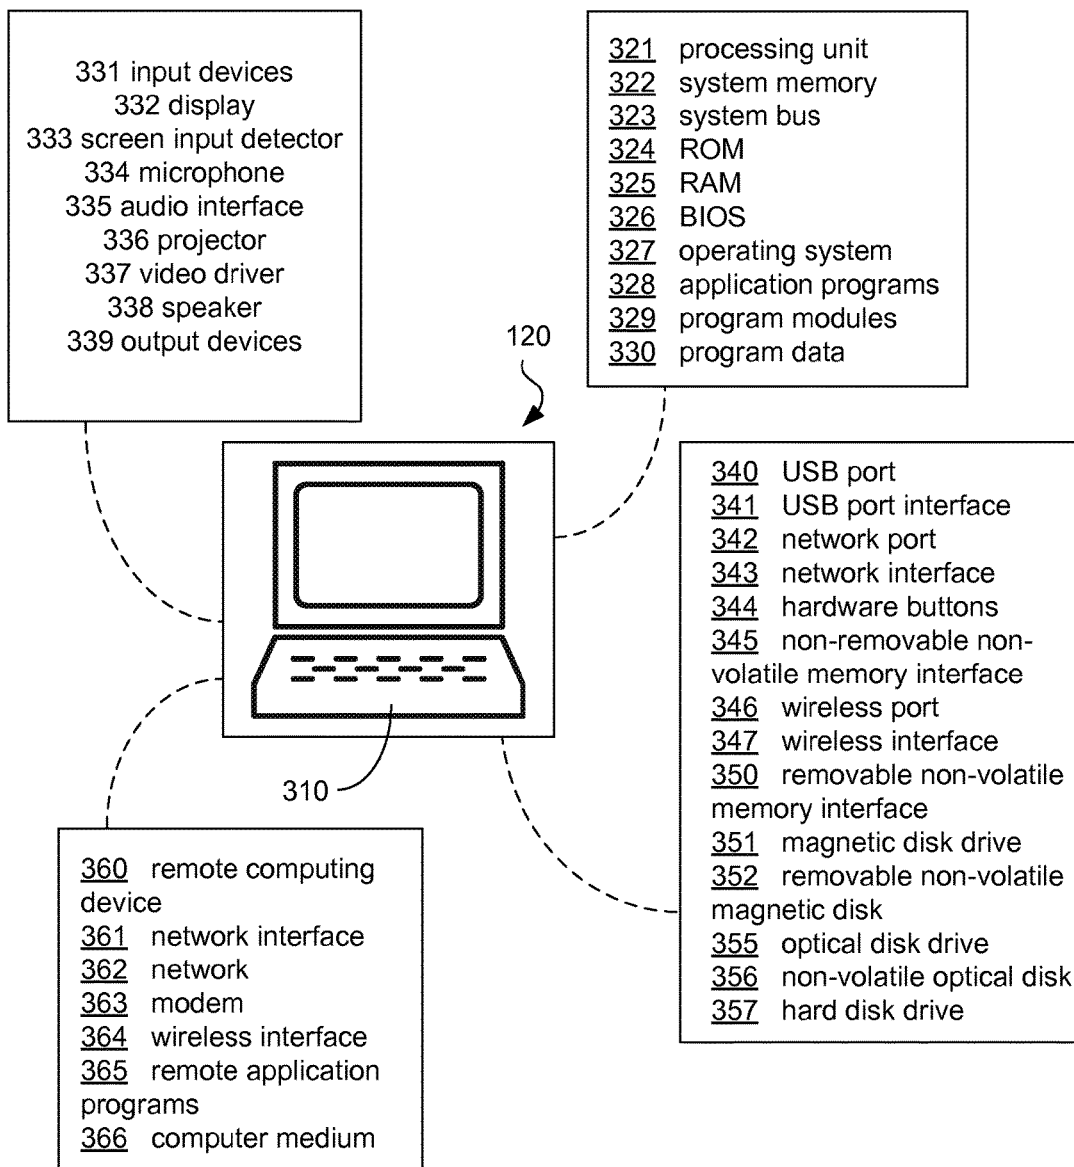 331 input devices
332 display
333 screen input detector
334 microphone
335 audio interface
336 projector
337 video driver
338 speaker
339 output devices
321 processing unit
322 system memory
323 system bus
324 ROM
325 RAM
326 BIOS
327 operating system
328 application programs
329 program modules
330 program data
120
310
340 USB port
341 USB port interface
342 network port
343 network interface
344 hardware buttons
345 non-removable non-
volatile memory interface
346 wireless port
347 wireless interface
350 removable non-volatile
memory interface
351 magnetic disk drive
352 removable non-volatile
magnetic disk
355 optical disk drive
356 non-volatile optical disk
357 hard disk drive
360 remote computing
device
361 network interface
362 network
363 modem
364 wireless interface
365 remote application
programs
366 computer medium